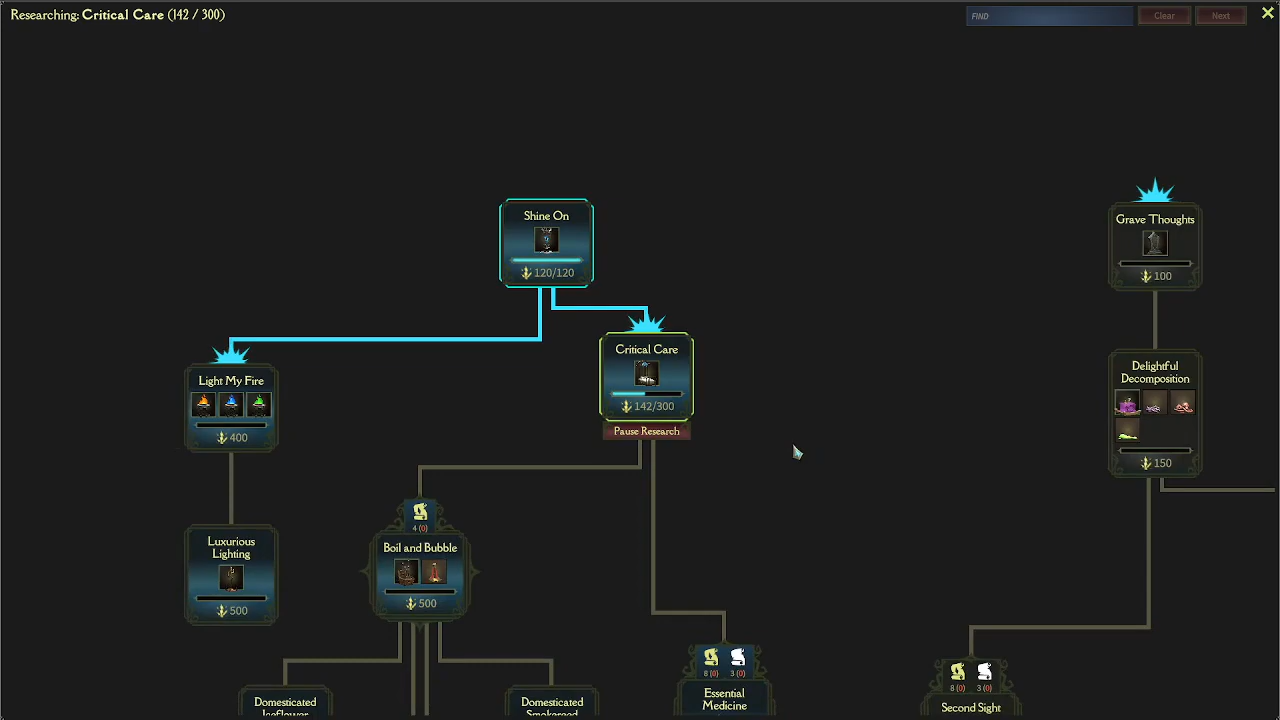 Researching: Critical Care (142 / 300)
FIND
Clear
Next
Shine On
120/120
Grave Thoughts
100
Critical Care
142/300
Pause Research
Light My Fire
400
Delightful
Decomposition
150
4 (0)
Boil and Bubble
500
Luxurious
Lighting
500
8 (0)
3 (0)
Essential
Medicine
8 (0)
3 (0)
Second Sight
Domesticated
Iceflower
Domesticated
Smokereed